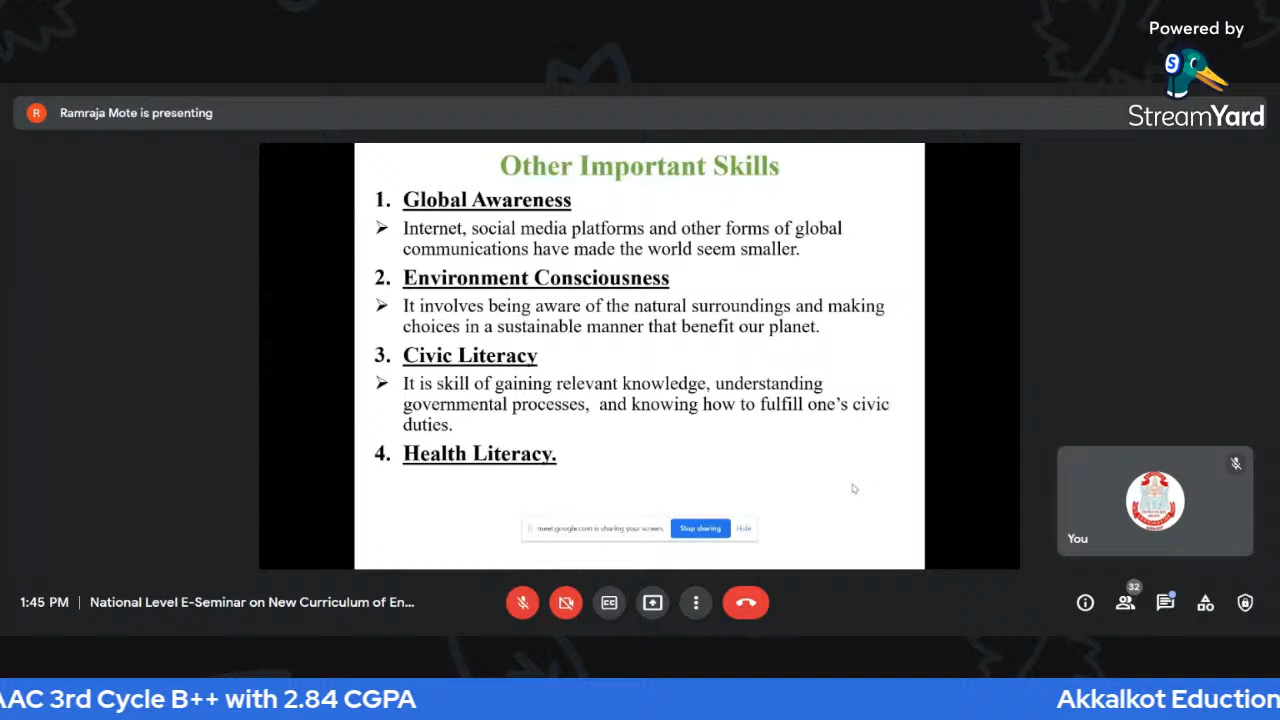 Powered by
StreamYard
R
Ramraja Mote is presenting
Other Important Skills
1. Global Awareness
➢ Internet, social media platforms and other forms of global
communications have made the world seem smaller.
2. Environment Consciousness
➢ It involves being aware of the natural surroundings and making
choices in a sustainable manner that benefit our planet.
3. Civic Literacy
➢ It is skill of gaining relevant knowledge, understanding
governmental processes, and knowing how to fulfill one's civic
duties.
4. Health Literacy.
meet.google.com is sharing your screen. Stop sharing Hide
You
1:45 PM | National Level E-Seminar on New Curriculum of En...
32
AAC 3rd Cycle B++ with 2.84 CGPA
Akkalkot Eduction